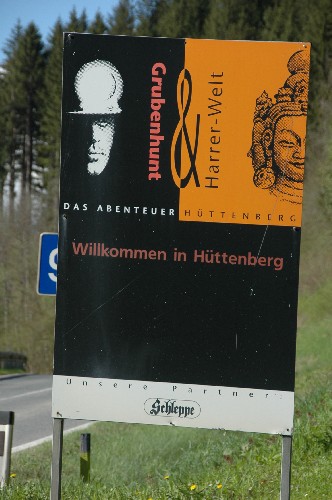 Grubenhunt
&
Harrer-Welt
DAS ABENTEUER HÜTTENBERG
Willkommen in Hüttenberg
Unsere Partner:
Schleppe